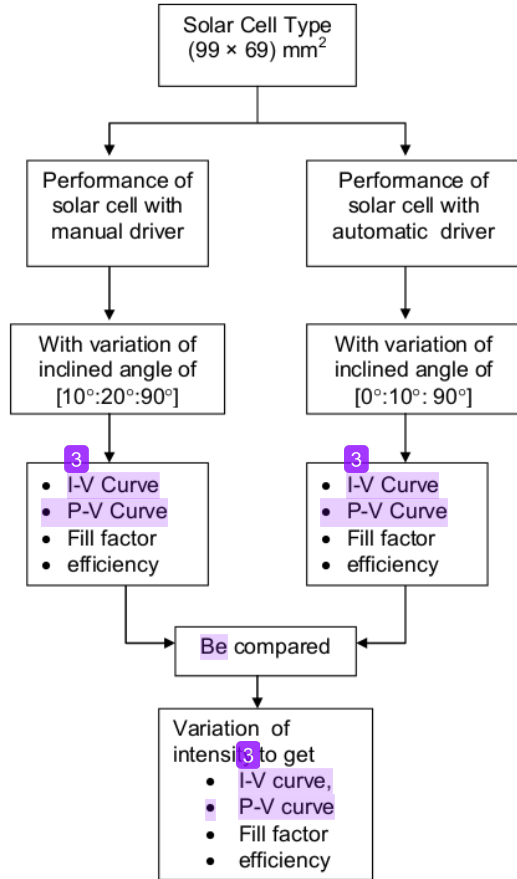 Solar Cell Type
(99 × 69) mm²
Performance of
solar cell with
manual driver
Performance of
solar cell with
automatic driver
With variation of
inclined angle of
[10°:20°:90°]
With variation of
inclined angle of
[0°:10°: 90°]
3
• I-V Curve
• P-V Curve
• Fill factor
• efficiency
3
• I-V Curve
• P-V Curve
• Fill factor
• efficiency
Be compared
Variation of
intensity to get
3
• I-V curve,
• P-V curve
• Fill factor
• efficiency